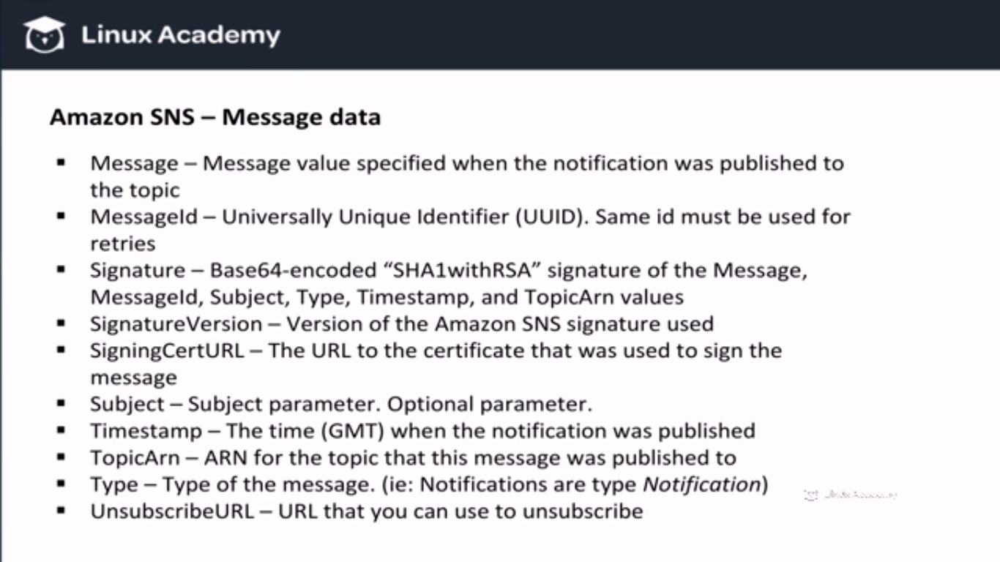 Linux Academy
Amazon SNS – Message data
▪ Message – Message value specified when the notification was published to
the topic
▪ MessageId – Universally Unique Identifier (UUID). Same id must be used for
retries
▪ Signature – Base64-encoded “SHA1withRSA” signature of the Message,
MessageId, Subject, Type, Timestamp, and TopicArn values
▪ SignatureVersion – Version of the Amazon SNS signature used
▪ SigningCertURL – The URL to the certificate that was used to sign the
message
▪ Subject – Subject parameter. Optional parameter.
▪ Timestamp – The time (GMT) when the notification was published
▪ TopicArn – ARN for the topic that this message was published to
▪ Type – Type of the message. (ie: Notifications are type Notification)
Linux Academy
▪ UnsubscribeURL – URL that you can use to unsubscribe